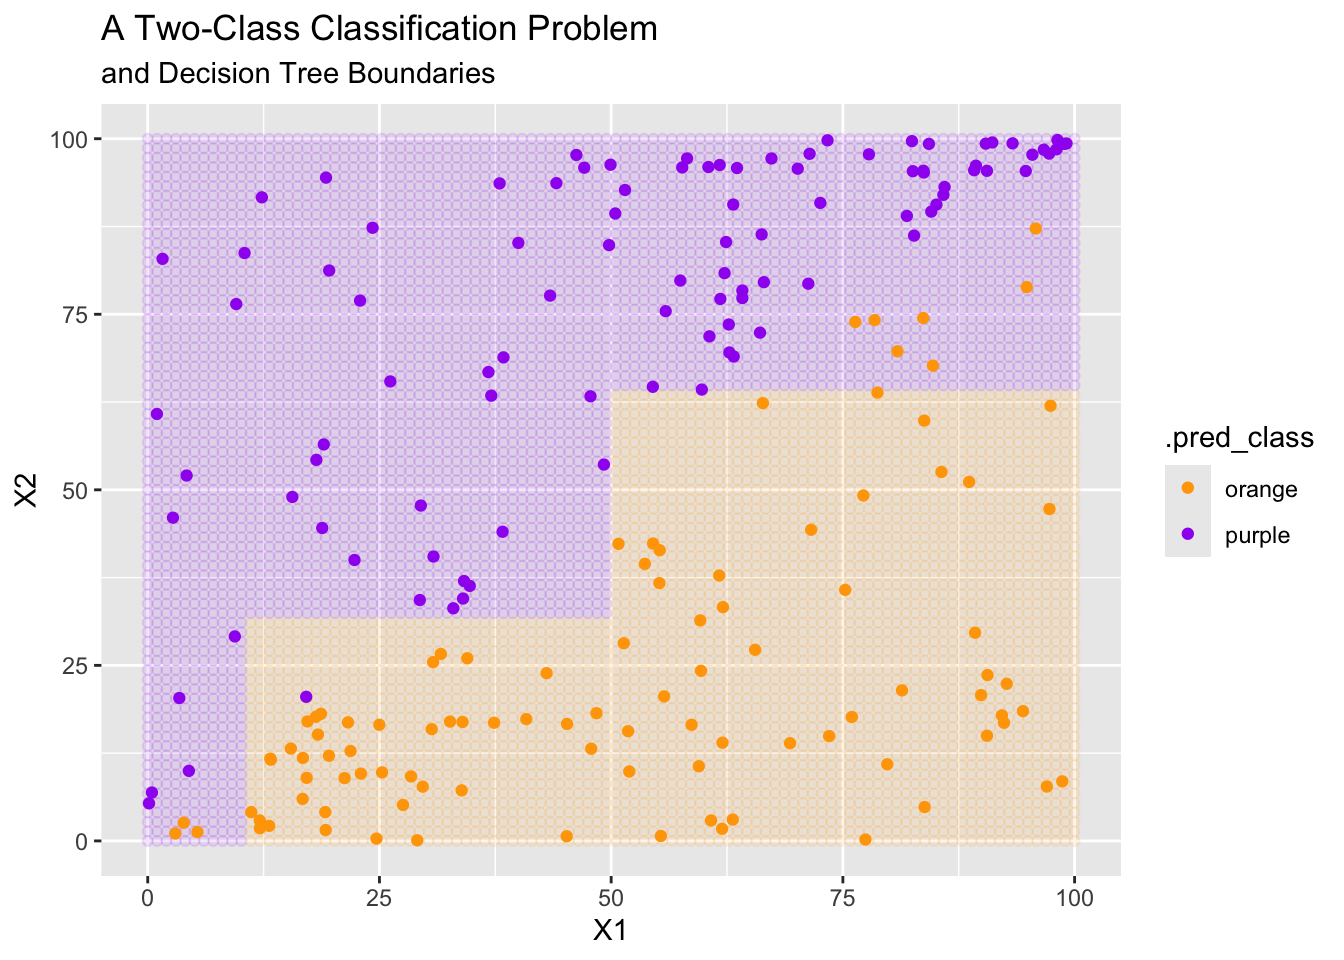 A Two-Class Classification Problem
and Decision Tree Boundaries
100
75
50
25
0
X2
0 25 50 75 100
X1
.pred_class
orange
purple